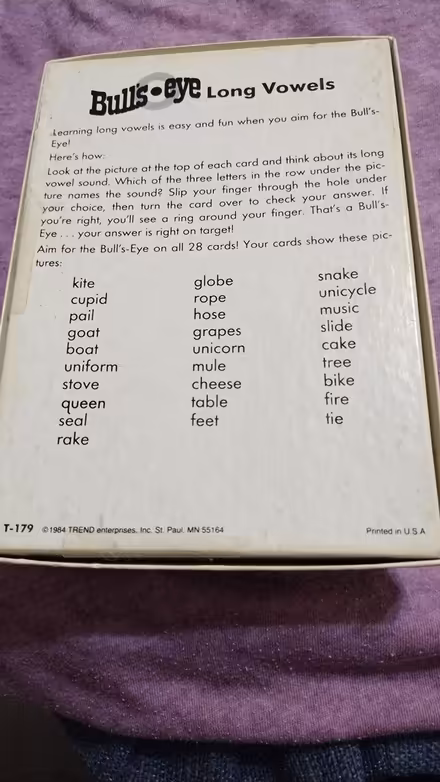 Bull's•eye Long Vowels
Learning long vowels is easy and fun when you aim for the Bull's-
Eye!
Here's how:
Look at the picture at the top of each card and think about its long
vowel sound. Which of the three letters in the row under the pic-
ture names the sound? Slip your finger through the hole under
your choice, then turn the card over to check your answer. If
you're right, you'll see a ring around your finger. That's a Bull's-
Eye . . . your answer is right on target!
Aim for the Bull's-Eye on all 28 cards! Your cards show these pic-
tures:
kite
cupid
pail
goat
boat
uniform
stove
queen
seal
rake
globe
rope
hose
grapes
unicorn
mule
cheese
table
feet
snake
unicycle
music
slide
cake
tree
bike
fire
tie
T-179 ©1984 TREND enterprises, Inc. St. Paul, MN 55164
Printed in U.S.A